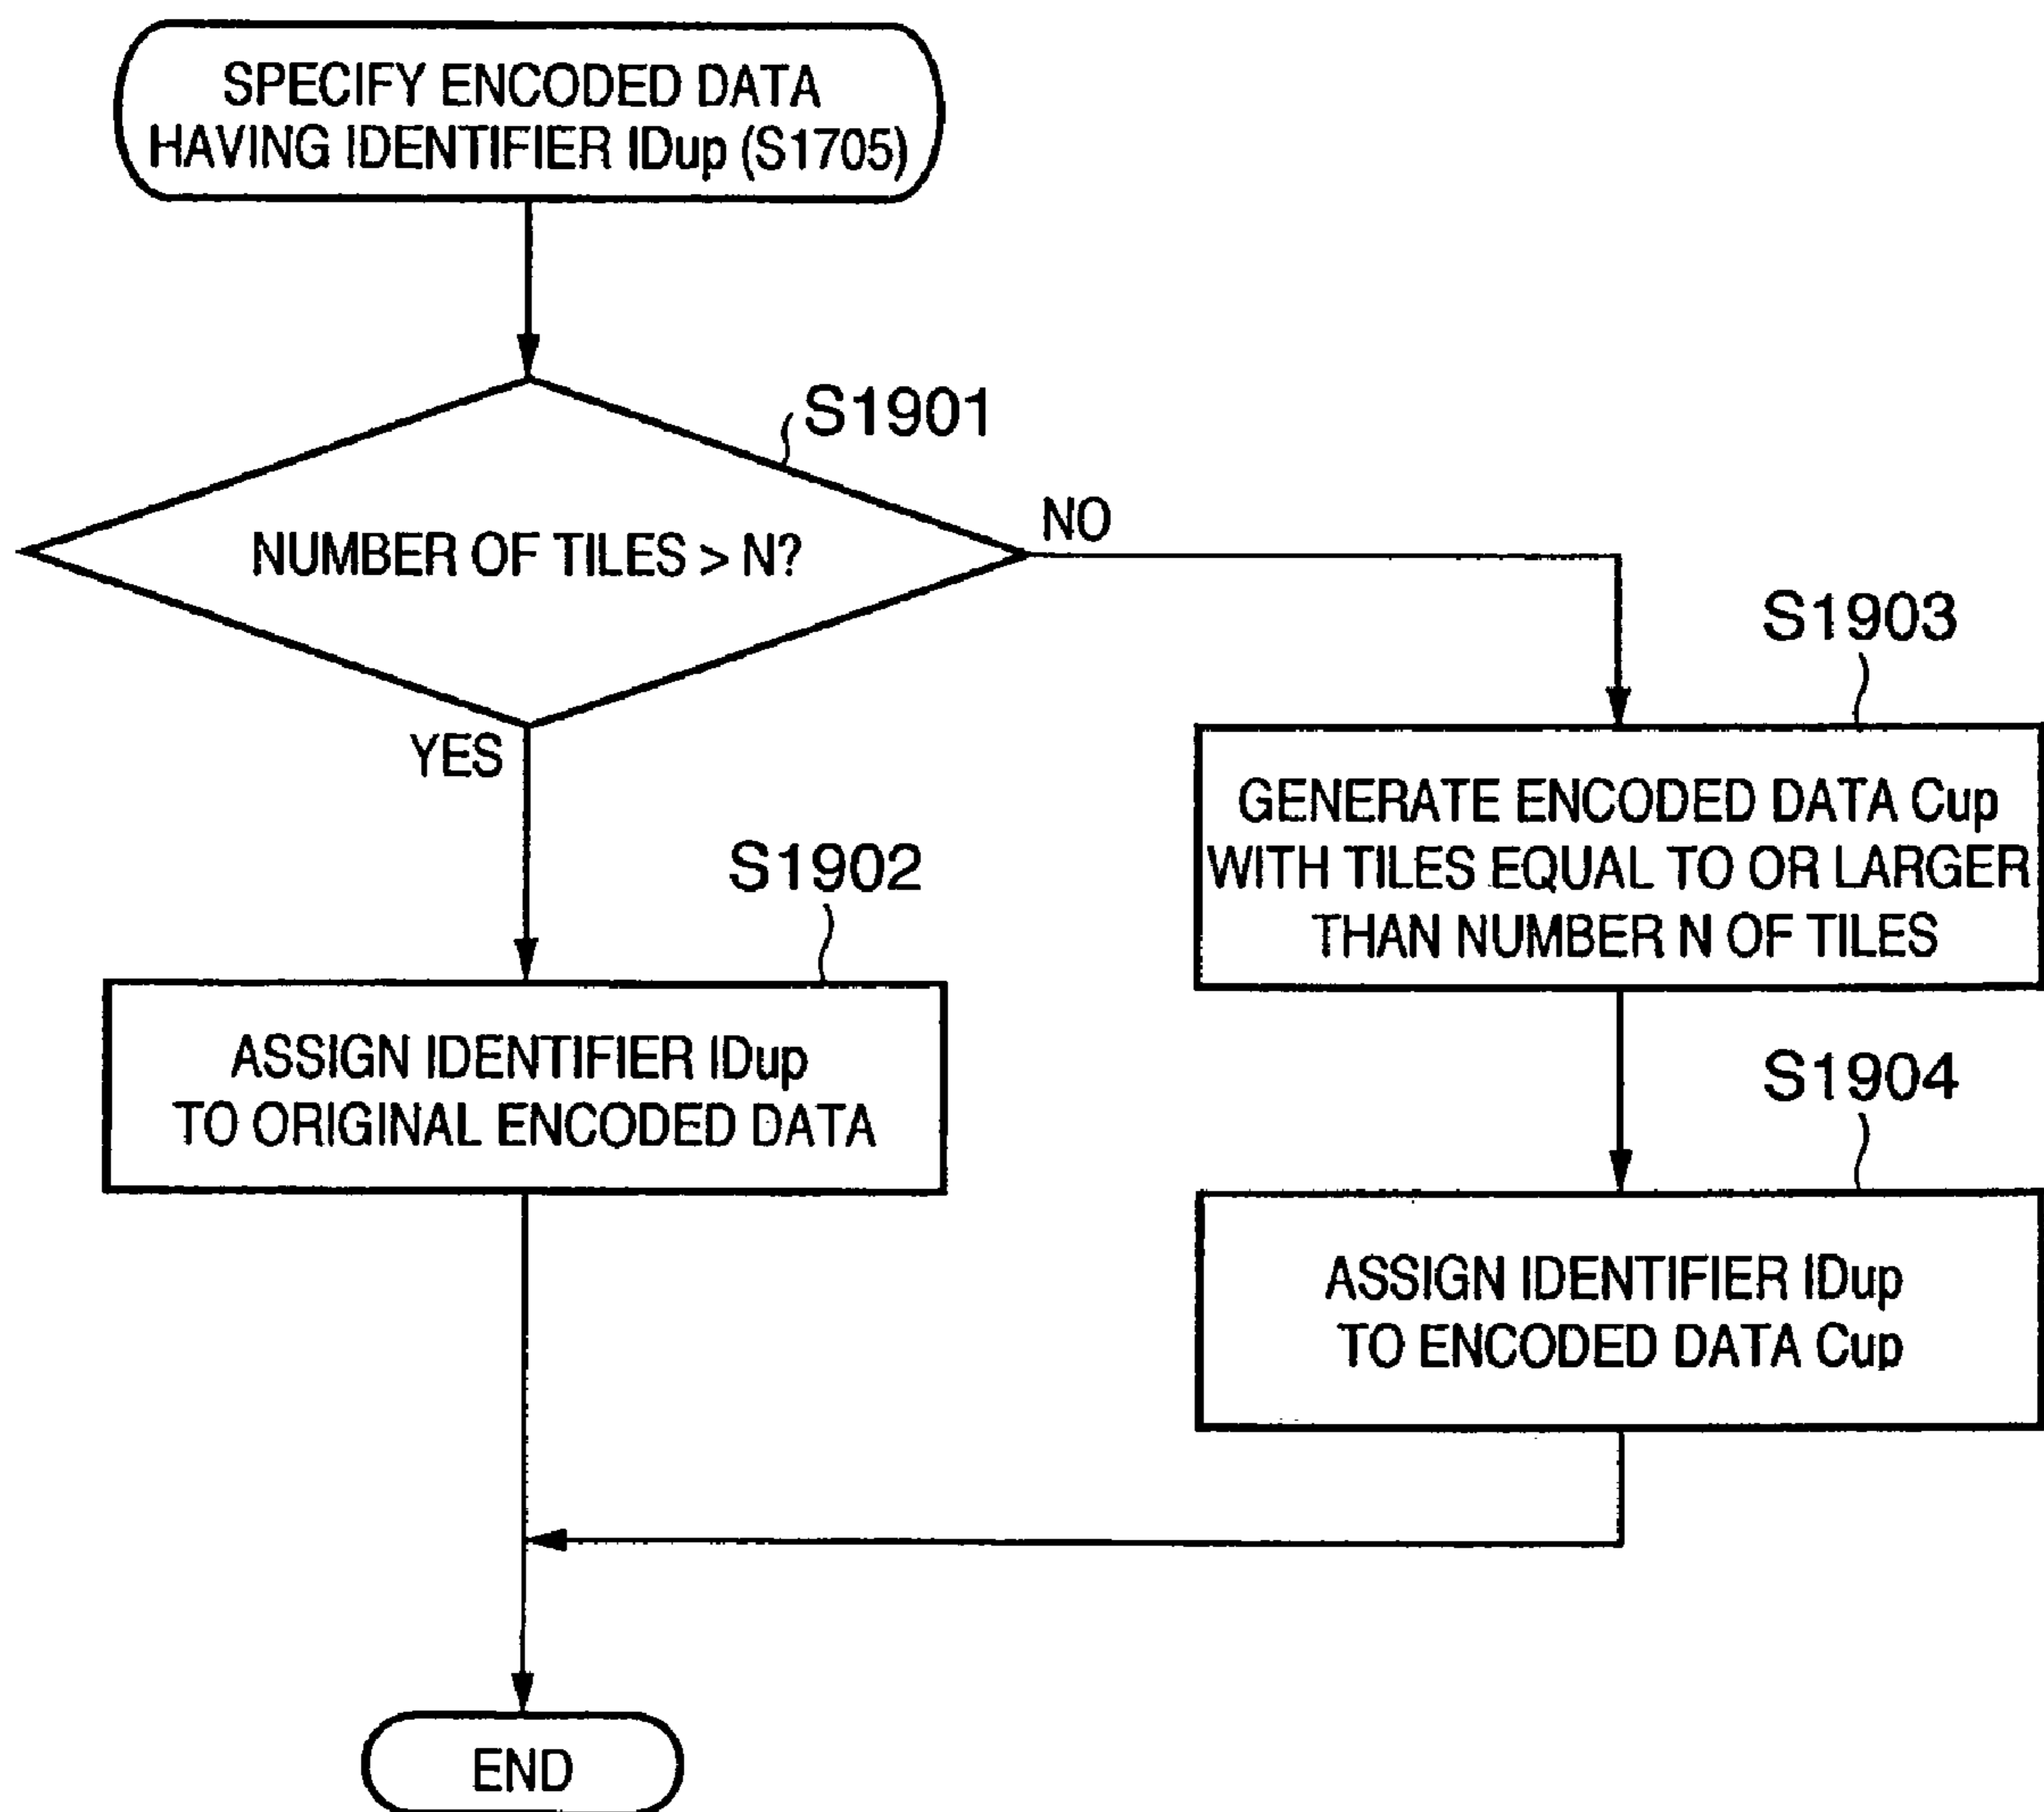 SPECIFY ENCODED DATA
HAVING IDENTIFIER IDup (S1705)
S1901
NUMBER OF TILES > N?
NO
YES
S1903
GENERATE ENCODED DATA Cup
WITH TILES EQUAL TO OR LARGER
THAN NUMBER N OF TILES
S1902
ASSIGN IDENTIFIER IDup
TO ORIGINAL ENCODED DATA
S1904
ASSIGN IDENTIFIER IDup
TO ENCODED DATA Cup
END